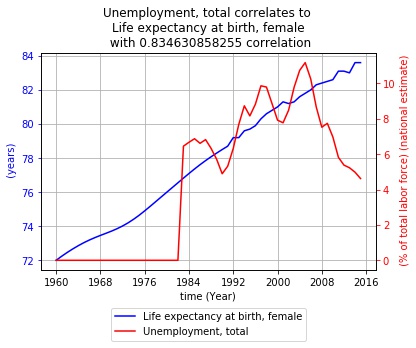 Unemployment, total correlates to
Life expectancy at birth, female
with 0.834630858255 correlation
84
82
80
78
76
74
72
(years)
10
8
6
4
2
0
(% of total labor force) (national estimate)
1960
1968
1976
1984
1992
2000
2008
2016
time (Year)
Life expectancy at birth, female
Unemployment, total